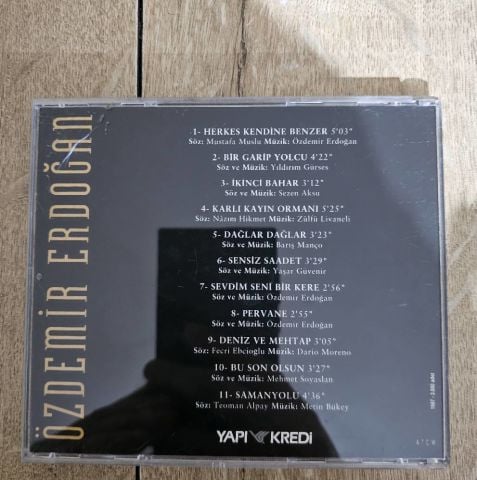 ÖZDEMİR ERDOĞAN
1- HERKES KENDİNE BENZER 5'03"
Söz: Mustafa Muslu Müzik: Özdemir Erdoğan
2- BİR GARİP YOLCU 4'22"
Söz ve Müzik: Yıldırım Gürses
3- İKİNCİ BAHAR 3'12"
Söz ve Müzik: Sezen Aksu
4- KARLI KAYIN ORMANI 5'25"
Söz: Nâzım Hikmet Müzik: Zülfü Livaneli
5- DAĞLAR DAĞLAR 3'23"
Söz ve Müzik: Barış Manço
6- SENSİZ SAADET 3'29"
Söz ve Müzik: Yaşar Güvenir
7- SEVDİM SENİ BİR KERE 2'56"
Söz ve Müzik: Özdemir Erdoğan
8- PERVANE 2'55"
Söz ve Müzik: Özdemir Erdoğan
9- DENİZ VE MEHTAP 3'05"
Söz: Fecri Ebcioğlu Müzik: Dario Moreno
10- BU SON OLSUN 3'27"
Söz ve Müzik: Mehmet Soyaslan
11- SAMANYOLU 4'36"
Söz: Teoman Alpay Müzik: Metin Bükey
YAPI KREDİ